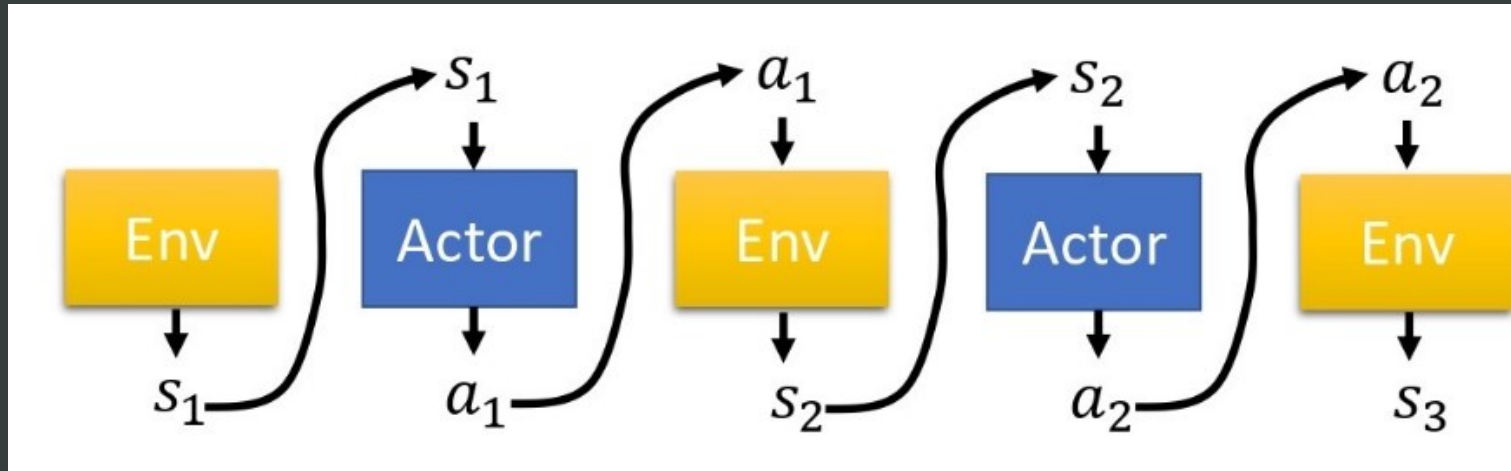 s₁ a₁ s₂ a₂
Env Actor Env Actor Env
s₁ a₁ s₂ a₂ s₃